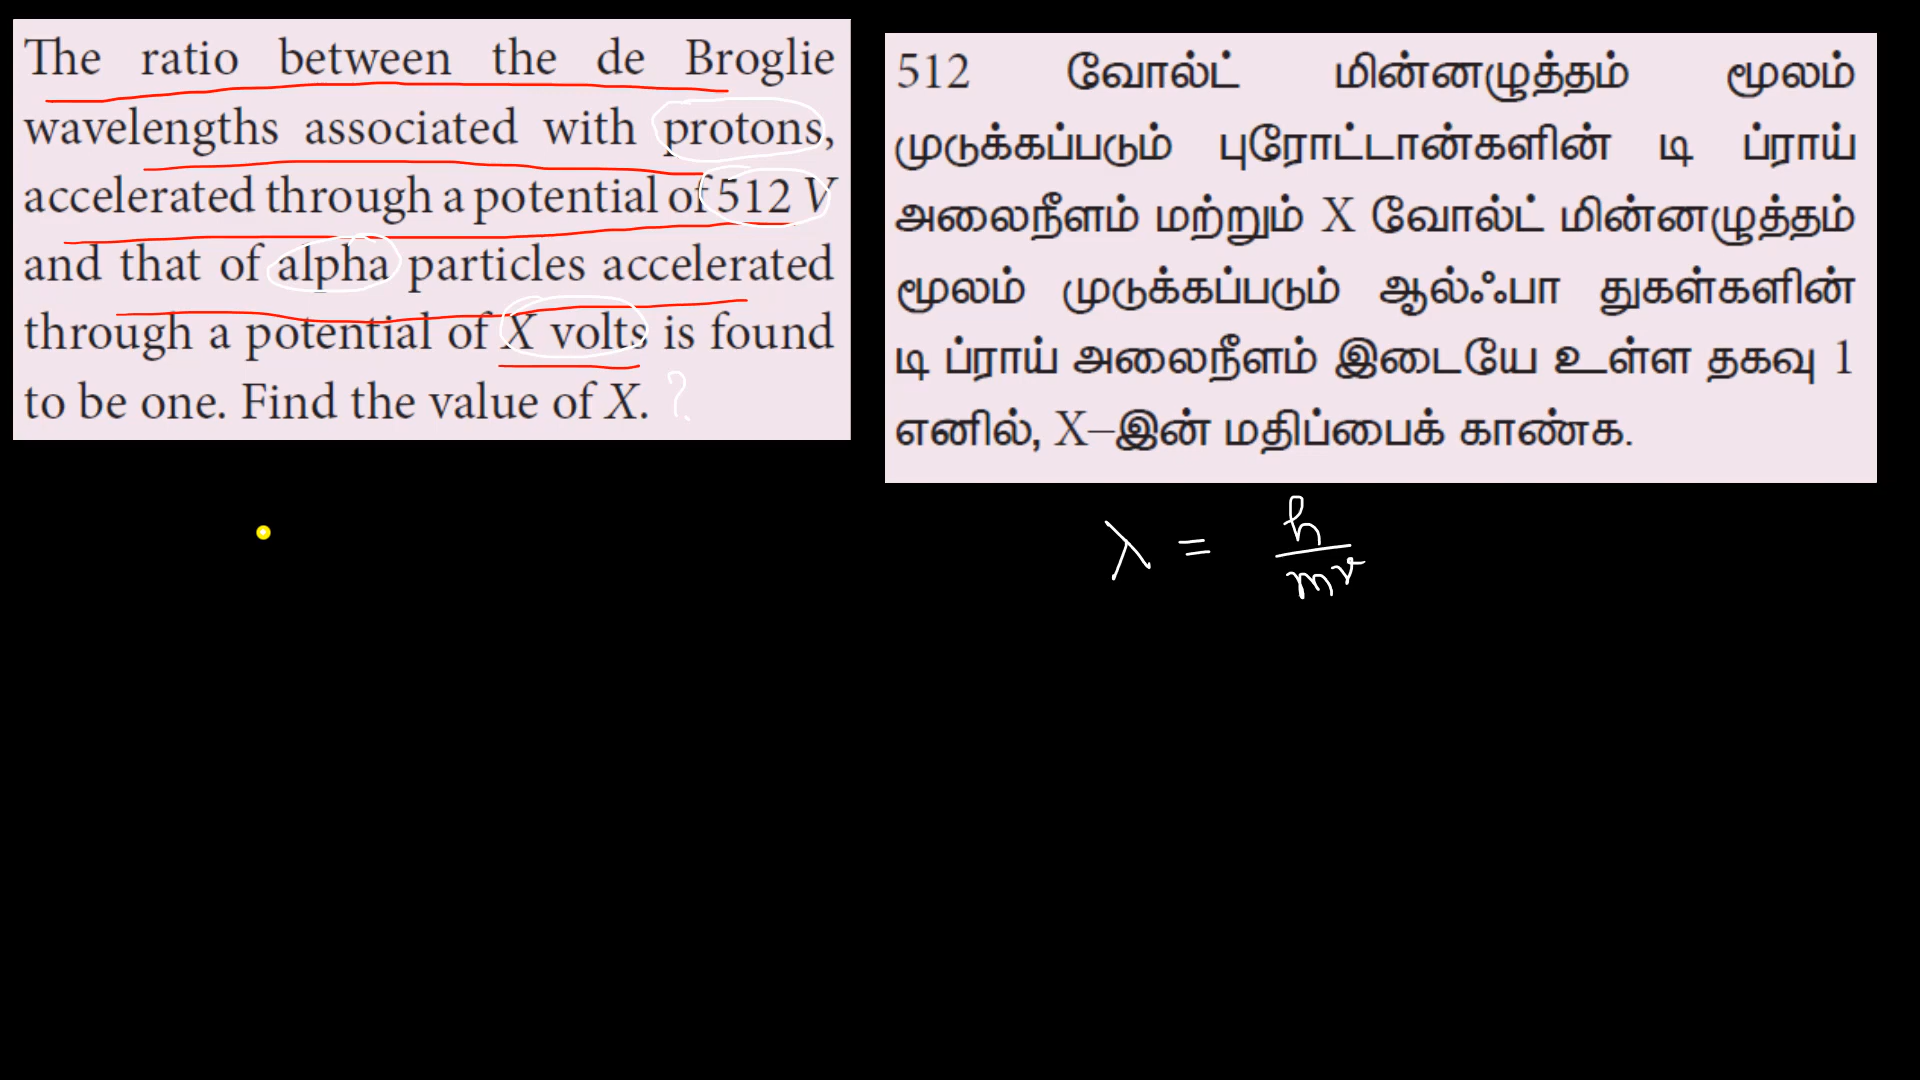 The ratio between the de Broglie
wavelengths associated with protons,
accelerated through a potential of 512 V
and that of alpha particles accelerated
through a potential of X volts is found
to be one. Find the value of X. ?
512 வோல்ட் மின்னழுத்தம் மூலம்
முடுக்கப்படும் புரோட்டான்களின் டி ப்ராய்
அலைநீளம் மற்றும் X வோல்ட் மின்னழுத்தம்
மூலம் முடுக்கப்படும் ஆல்ஃபா துகள்களின்
டி ப்ராய் அலைநீளம் இடையே உள்ள தகவு 1
எனில், X–இன் மதிப்பைக் காண்க.
λ = h/mv